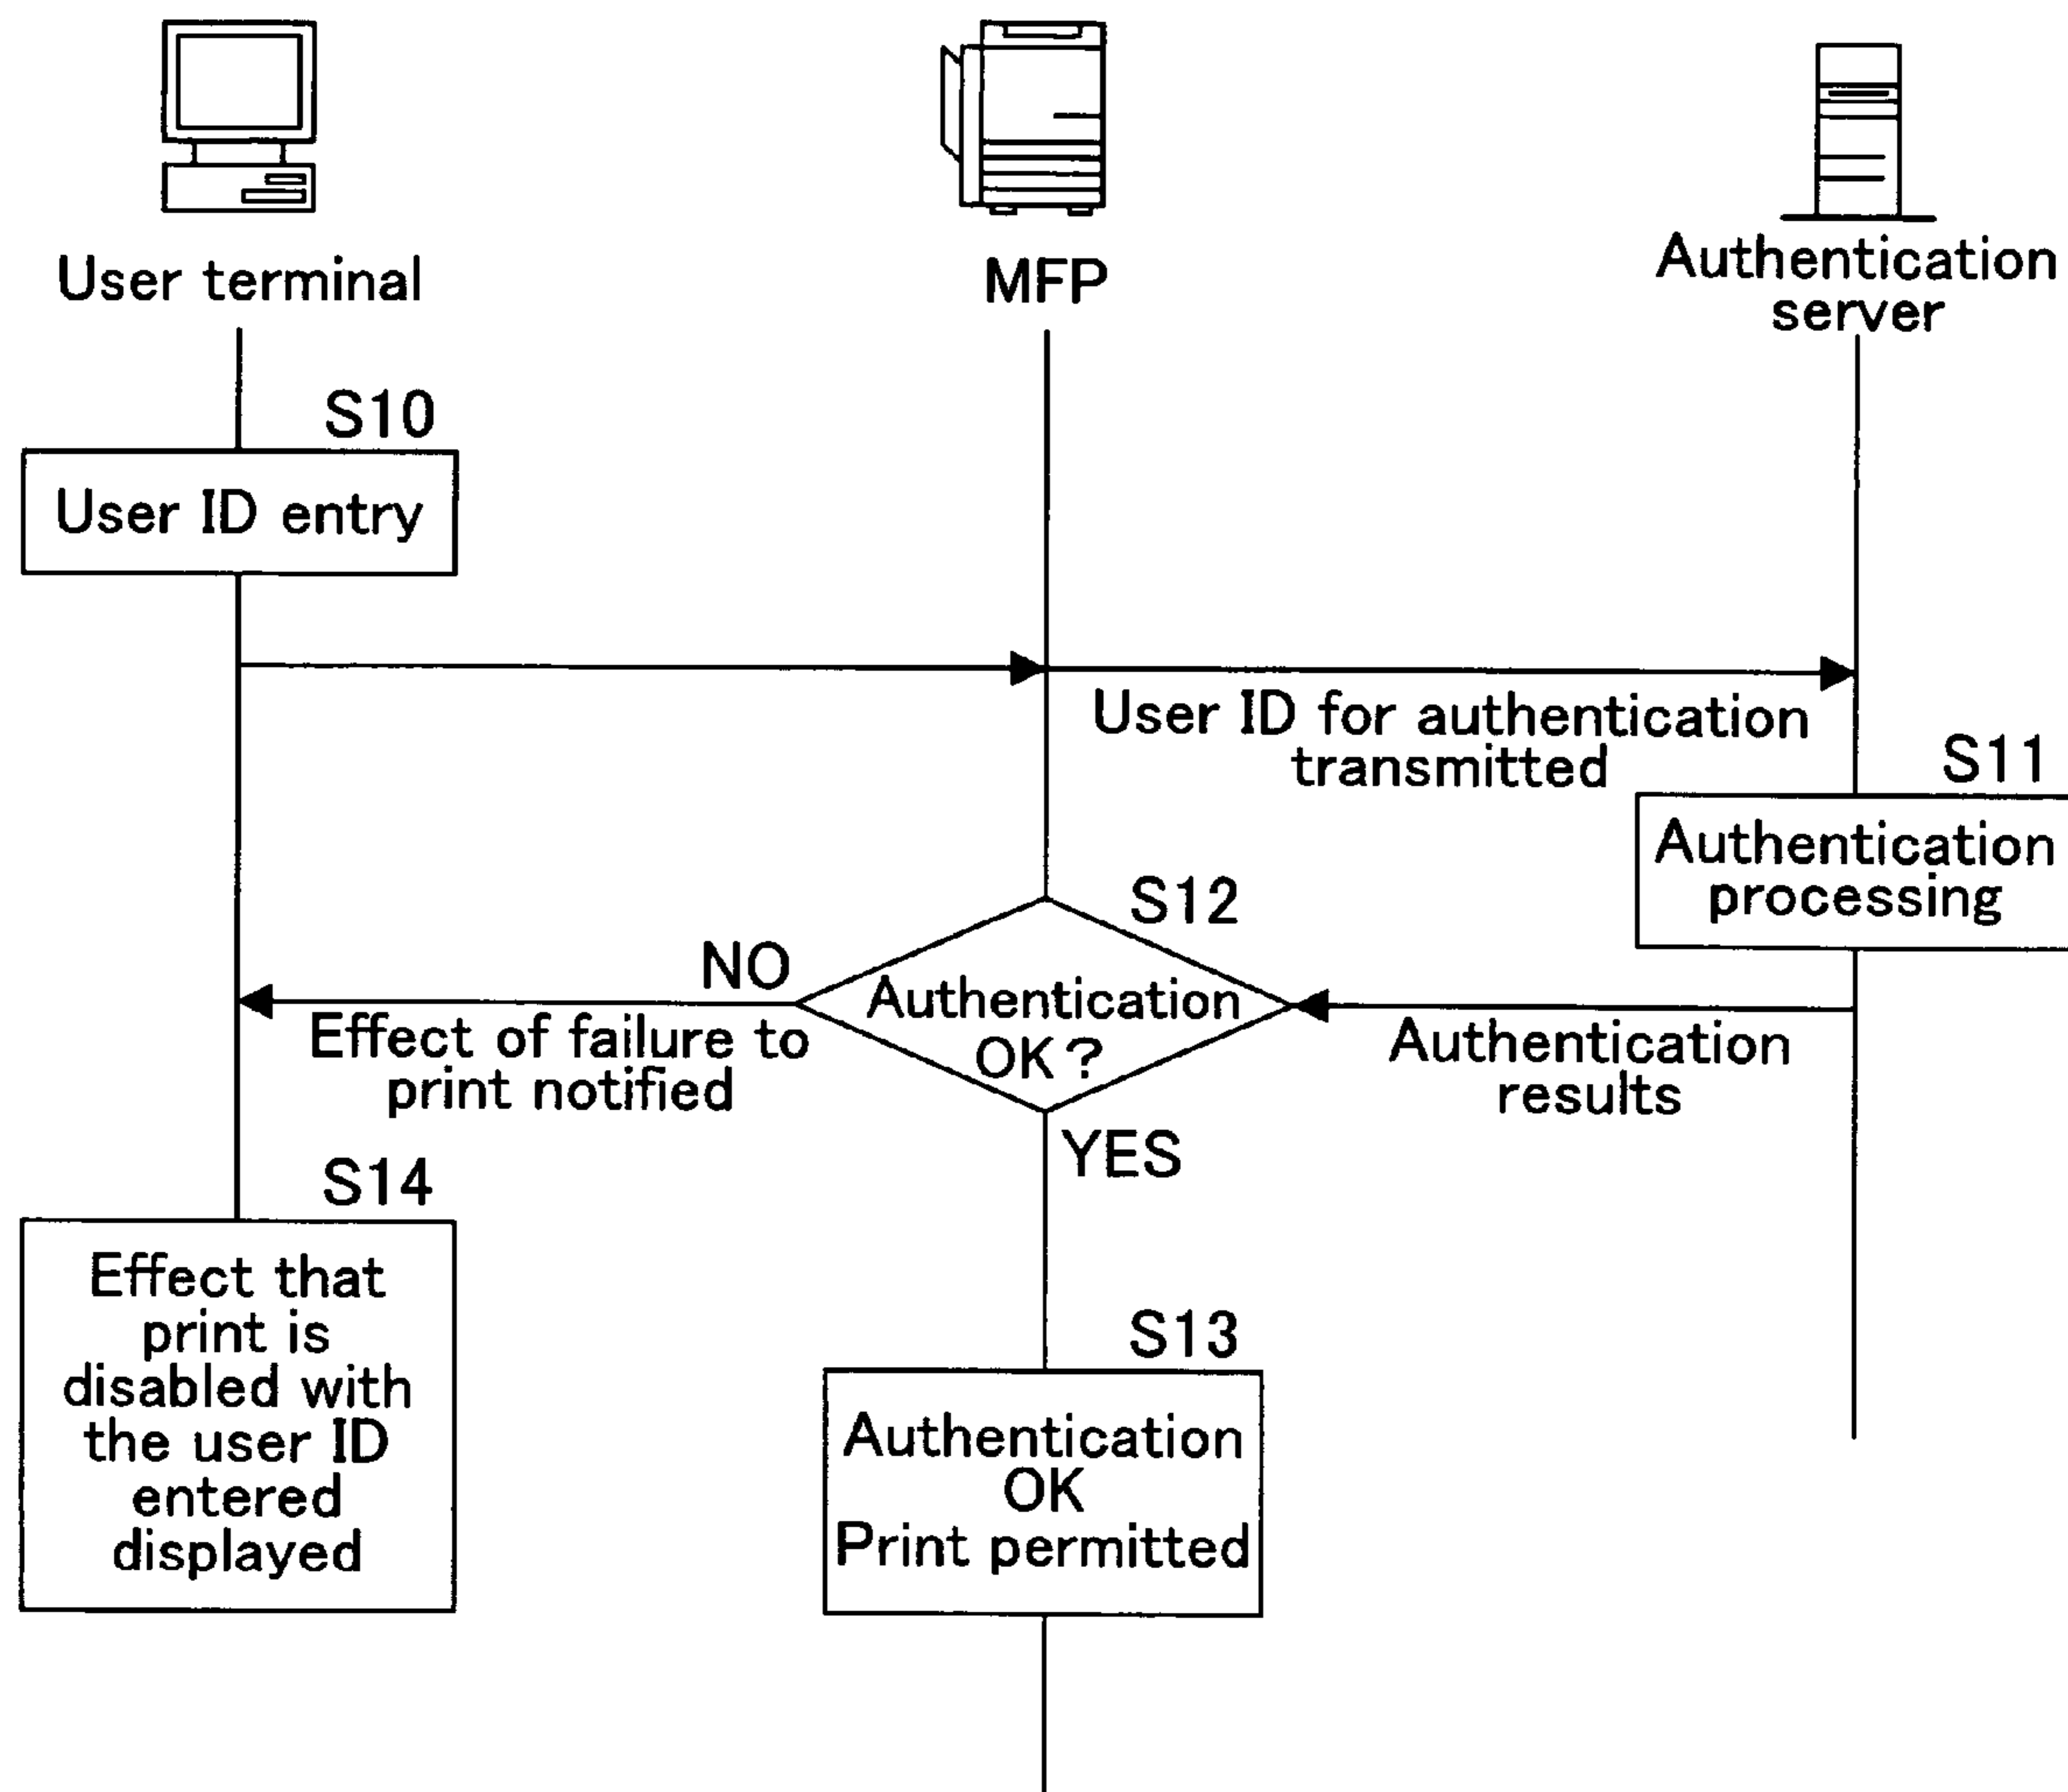 User terminal
MFP
Authentication
server
S10
User ID entry
User ID for authentication
transmitted
S11
Authentication
processing
S12
Authentication
OK?
NO
Effect of failure to
print notified
Authentication
results
YES
S14
Effect that
print is
disabled with
the user ID
entered
displayed
S13
Authentication
OK
Print permitted